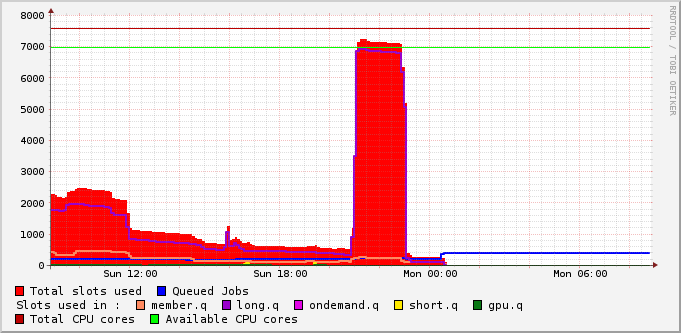 8000
7000
6000
5000
4000
3000
2000
1000
0
Sun 12:00 Sun 18:00 Mon 00:00 Mon 06:00
RRDTOOL / TOBI OETIKER
Total slots used Queued Jobs
Slots used in : member.q long.q ondemand.q short.q gpu.q
Total CPU cores Available CPU cores